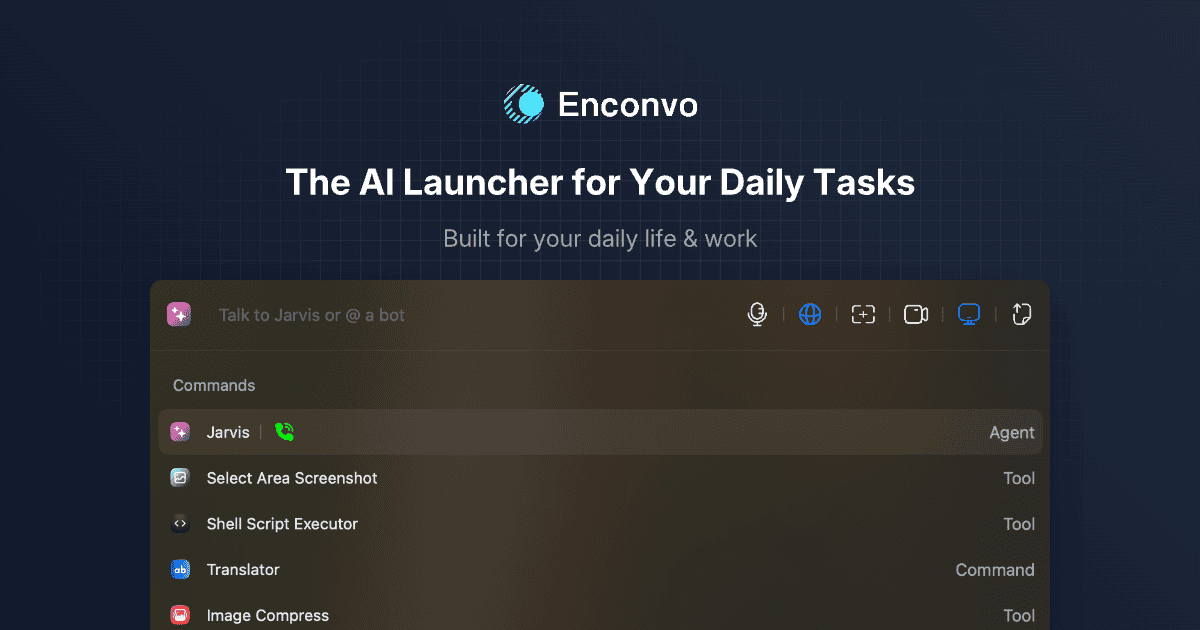 Enconvo
The AI Launcher for Your Daily Tasks
Built for your daily life & work
Talk to Jarvis or @ a bot
Commands
Jarvis | Agent
Select Area Screenshot Tool
Shell Script Executor Tool
ab Translator Command
Image Compress Tool